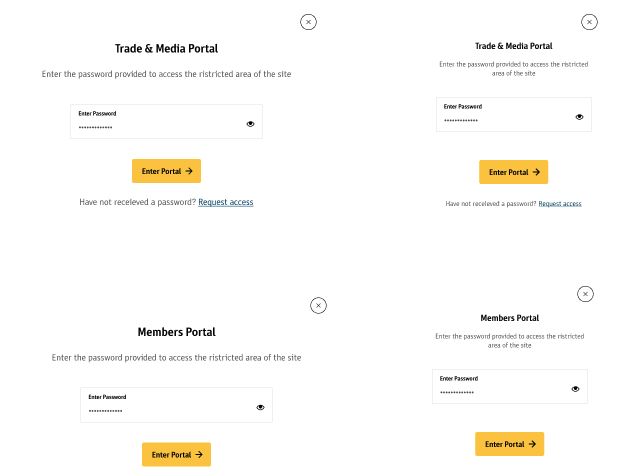 Trade & Media Portal
Enter the password provided to access the ristricted area of the site
Enter Password
•••••••••••••
Enter Portal →
Have not receleved a password? Request access
Trade & Media Portal
Enter the password provided to access the ristricted
area of the site
Enter Password
•••••••••••••
Enter Portal →
Have not receleved a password? Request access
Members Portal
Enter the password provided to access the ristricted area of the site
Enter Password
•••••••••••••
Enter Portal →
Members Portal
Enter the password provided to access the ristricted
area of the site
Enter Password
•••••••••••••
Enter Portal →